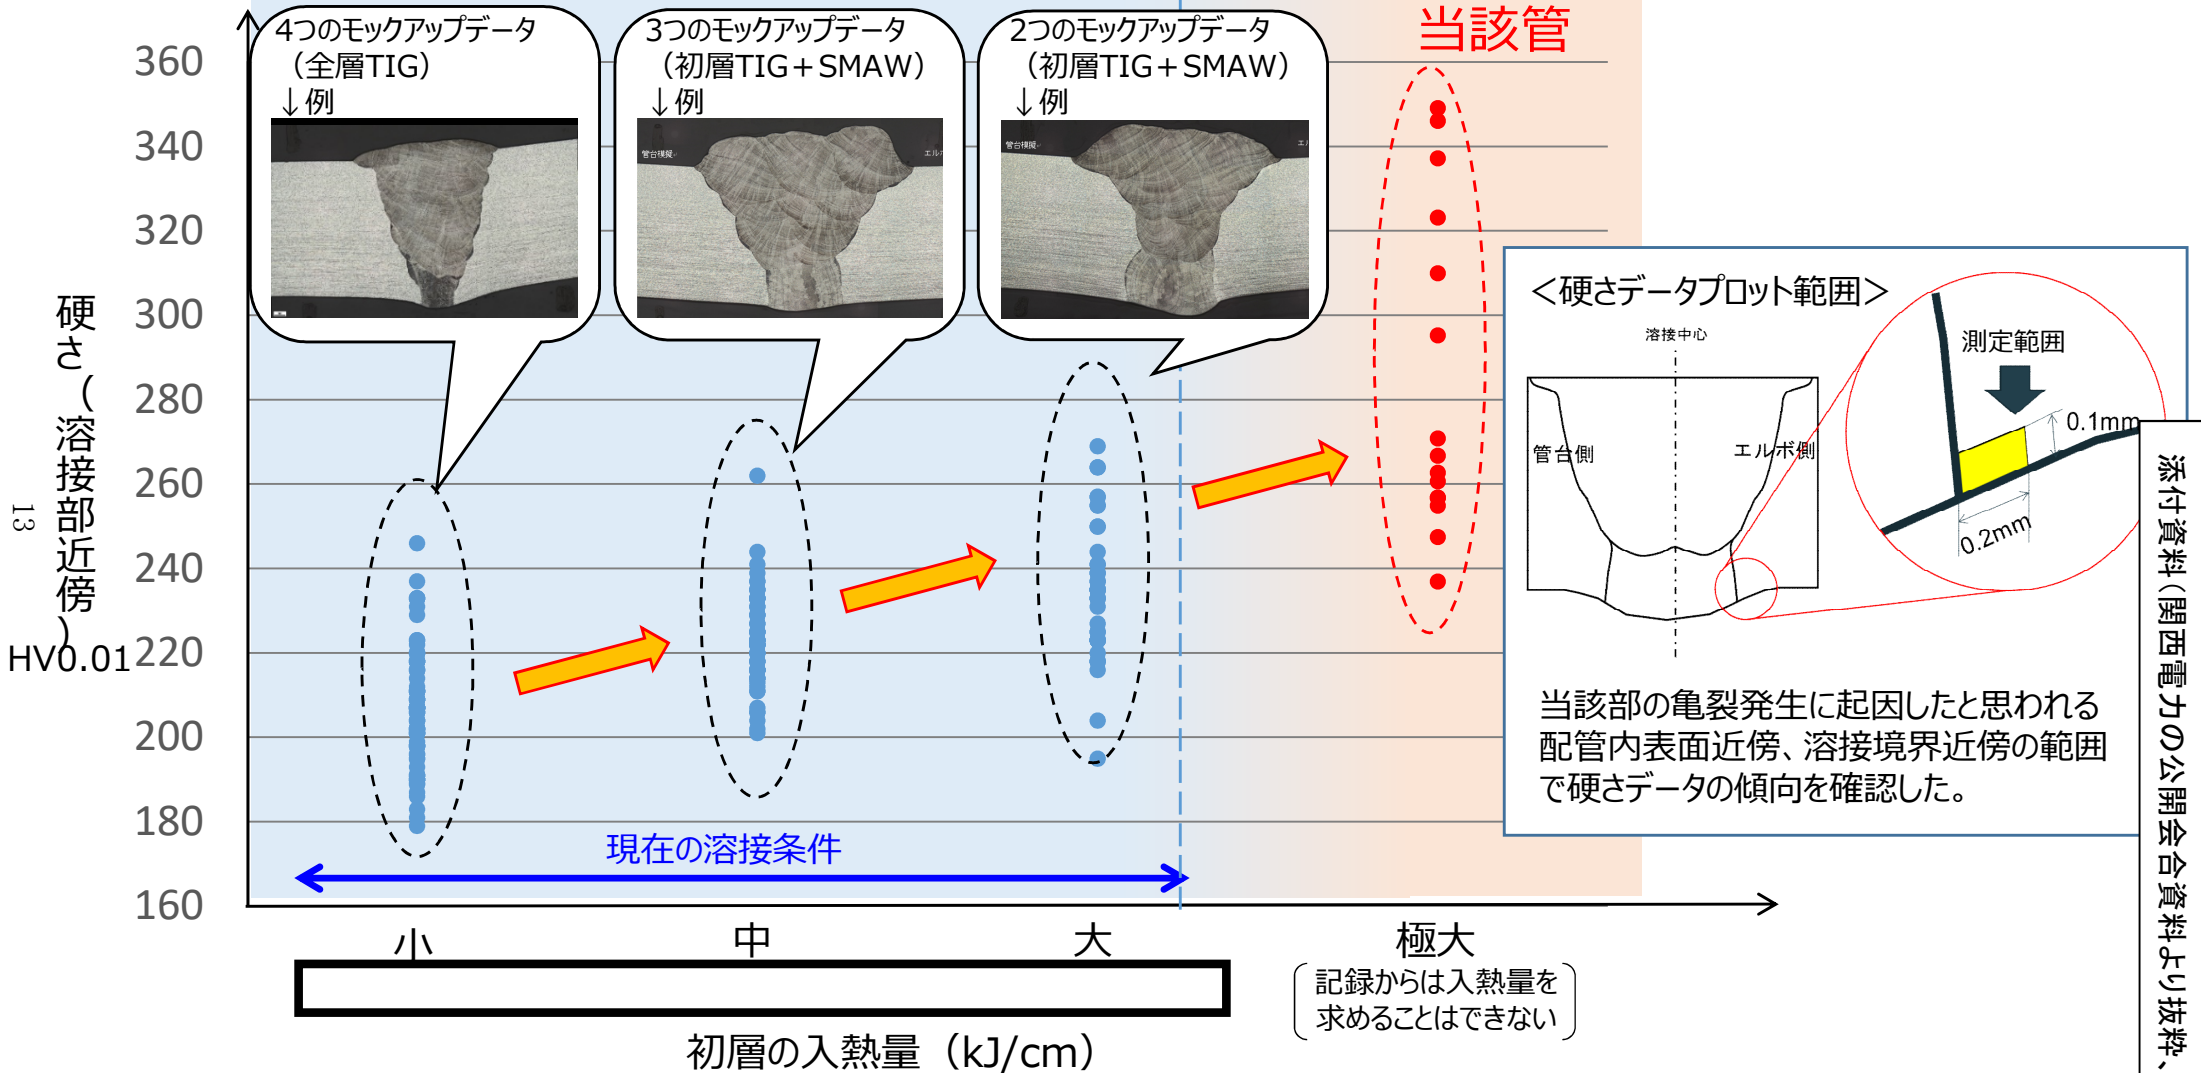 4つのモックアップデータ
（全層TIG）
↓例
3つのモックアップデータ
（初層TIG＋SMAW）
↓例
管台模擬
エルボ
2つのモックアップデータ
（初層TIG＋SMAW）
↓例
管台模擬
当該管
360
340
320
300
280
260
240
220
200
180
160
硬さ（溶接部近傍）
HV0.01
13
＜硬さデータプロット範囲＞
溶接中心
管台側
エルボ側
測定範囲
0.1mm
0.2mm
当該部の亀裂発生に起因したと思われる
配管内表面近傍、溶接境界近傍の範囲
で硬さデータの傾向を確認した。
添付資料（関西電力の公開会合資料より抜粋、
現在の溶接条件
小
中
大
極大
記録からは入熱量を
求めることはできない
初層の入熱量（kJ/cm）